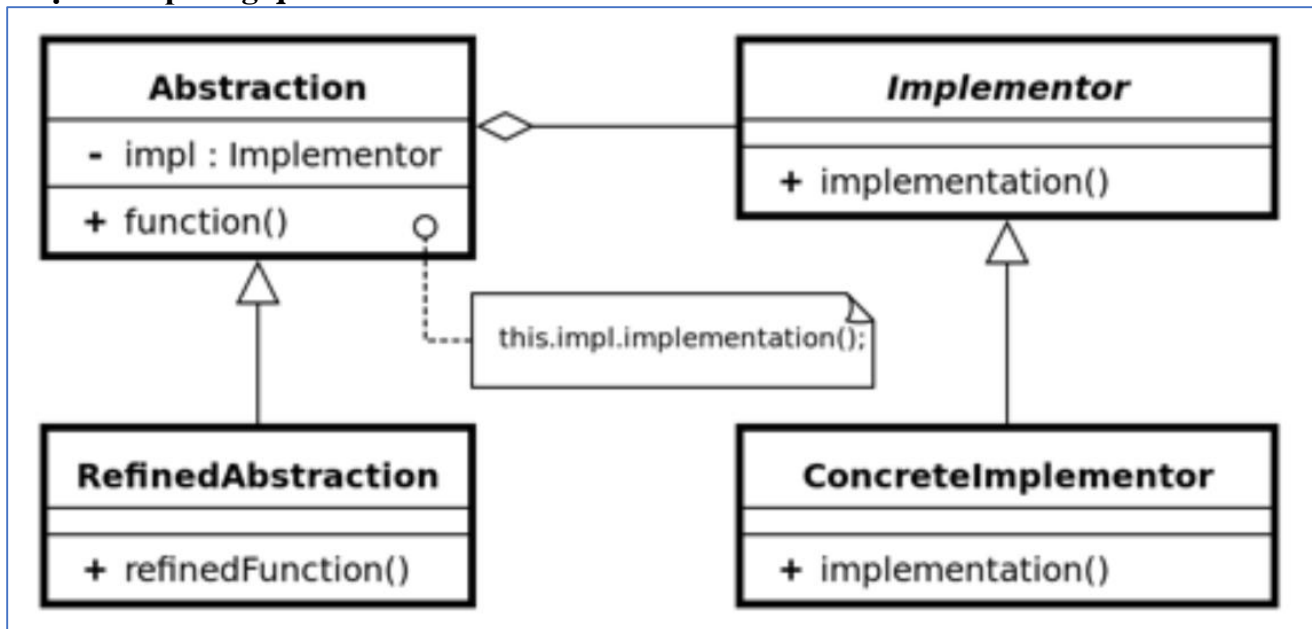 Abstraction
- impl : Implementor
+ function()
Implementor
+ implementation()
this.impl.implementation();
RefinedAbstraction
+ refinedFunction()
ConcreteImplementor
+ implementation()